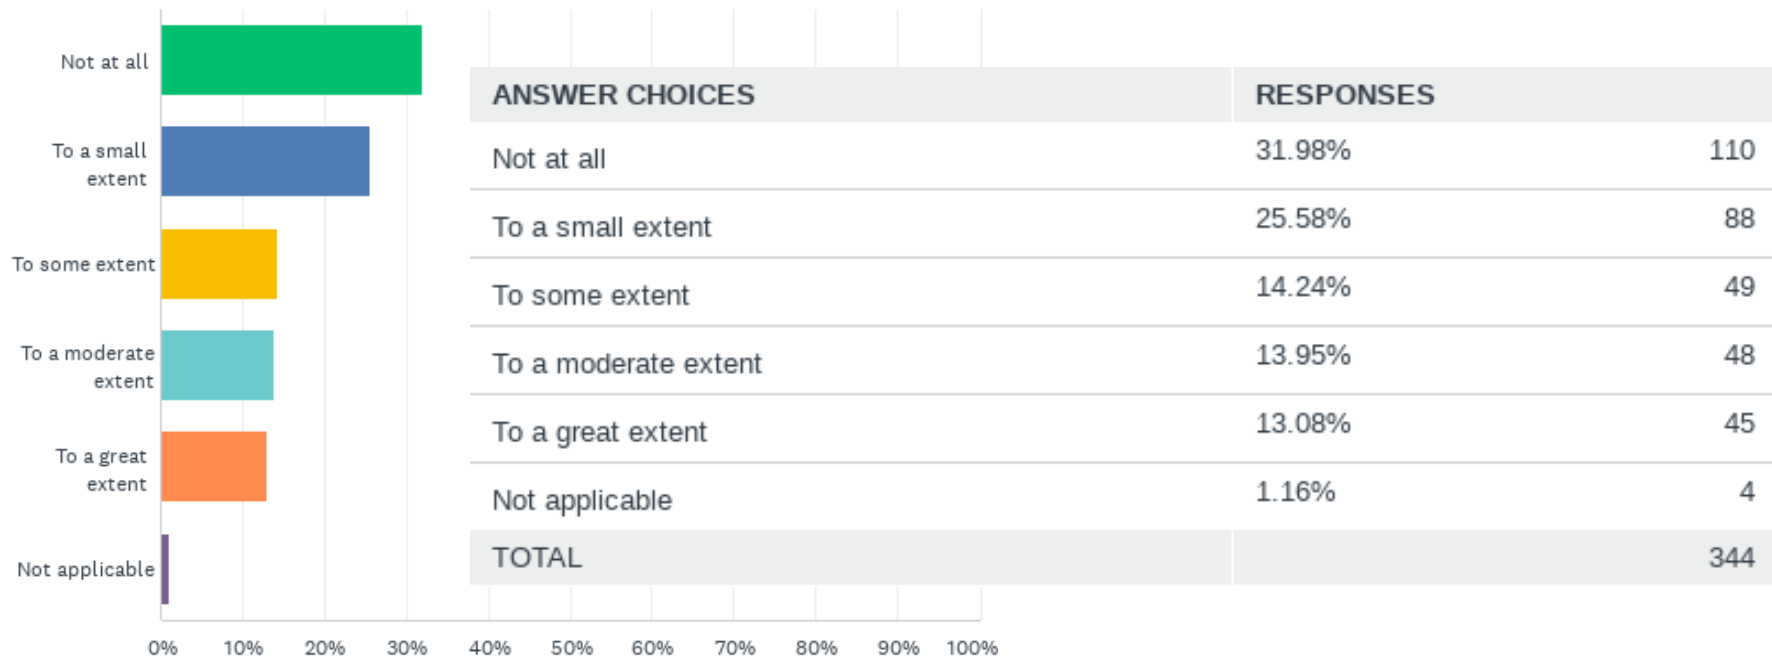 Not at all
To a small
extent
To some extent
To a moderate
extent
To a great
extent
Not applicable
0% 10% 20% 30% 40% 50% 60% 70% 80% 90% 100%
ANSWER CHOICES RESPONSES
Not at all 31.98% 110
To a small extent 25.58% 88
To some extent 14.24% 49
To a moderate extent 13.95% 48
To a great extent 13.08% 45
Not applicable 1.16% 4
TOTAL 344